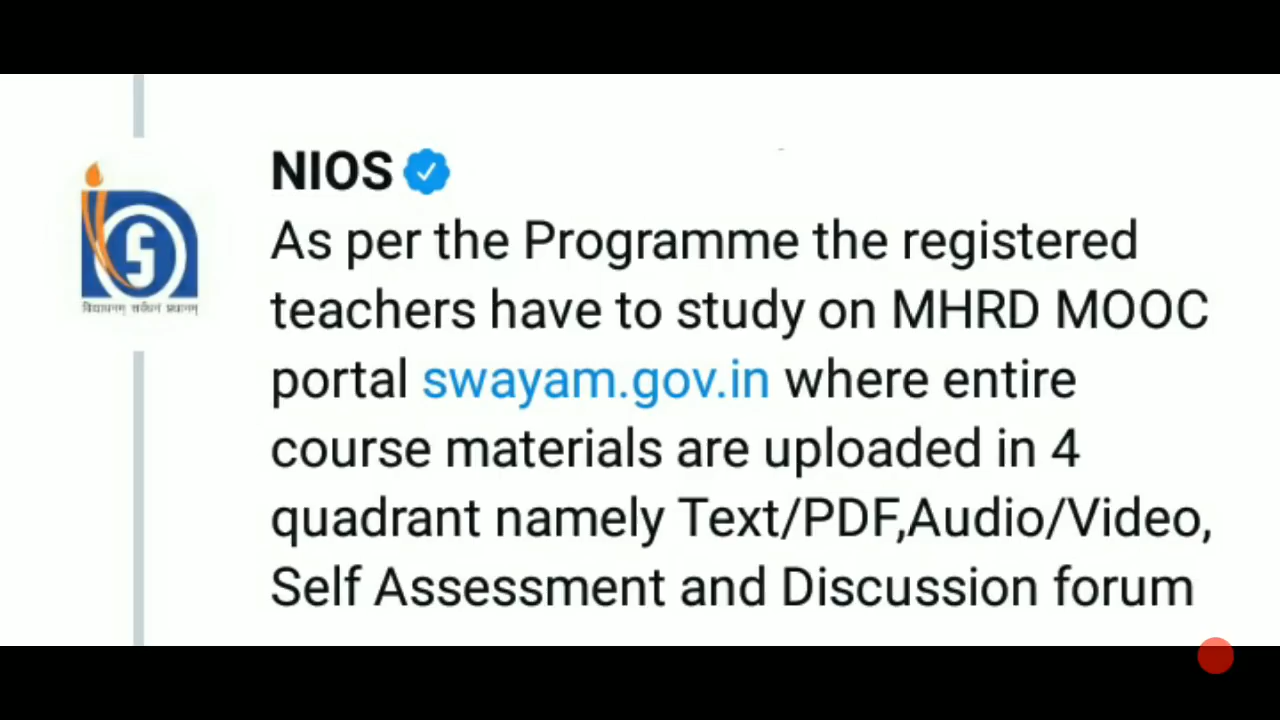 NIOS
As per the Programme the registered
teachers have to study on MHRD MOOC
portal swayam.gov.in where entire
course materials are uploaded in 4
quadrant namely Text/PDF,Audio/Video,
Self Assessment and Discussion forum